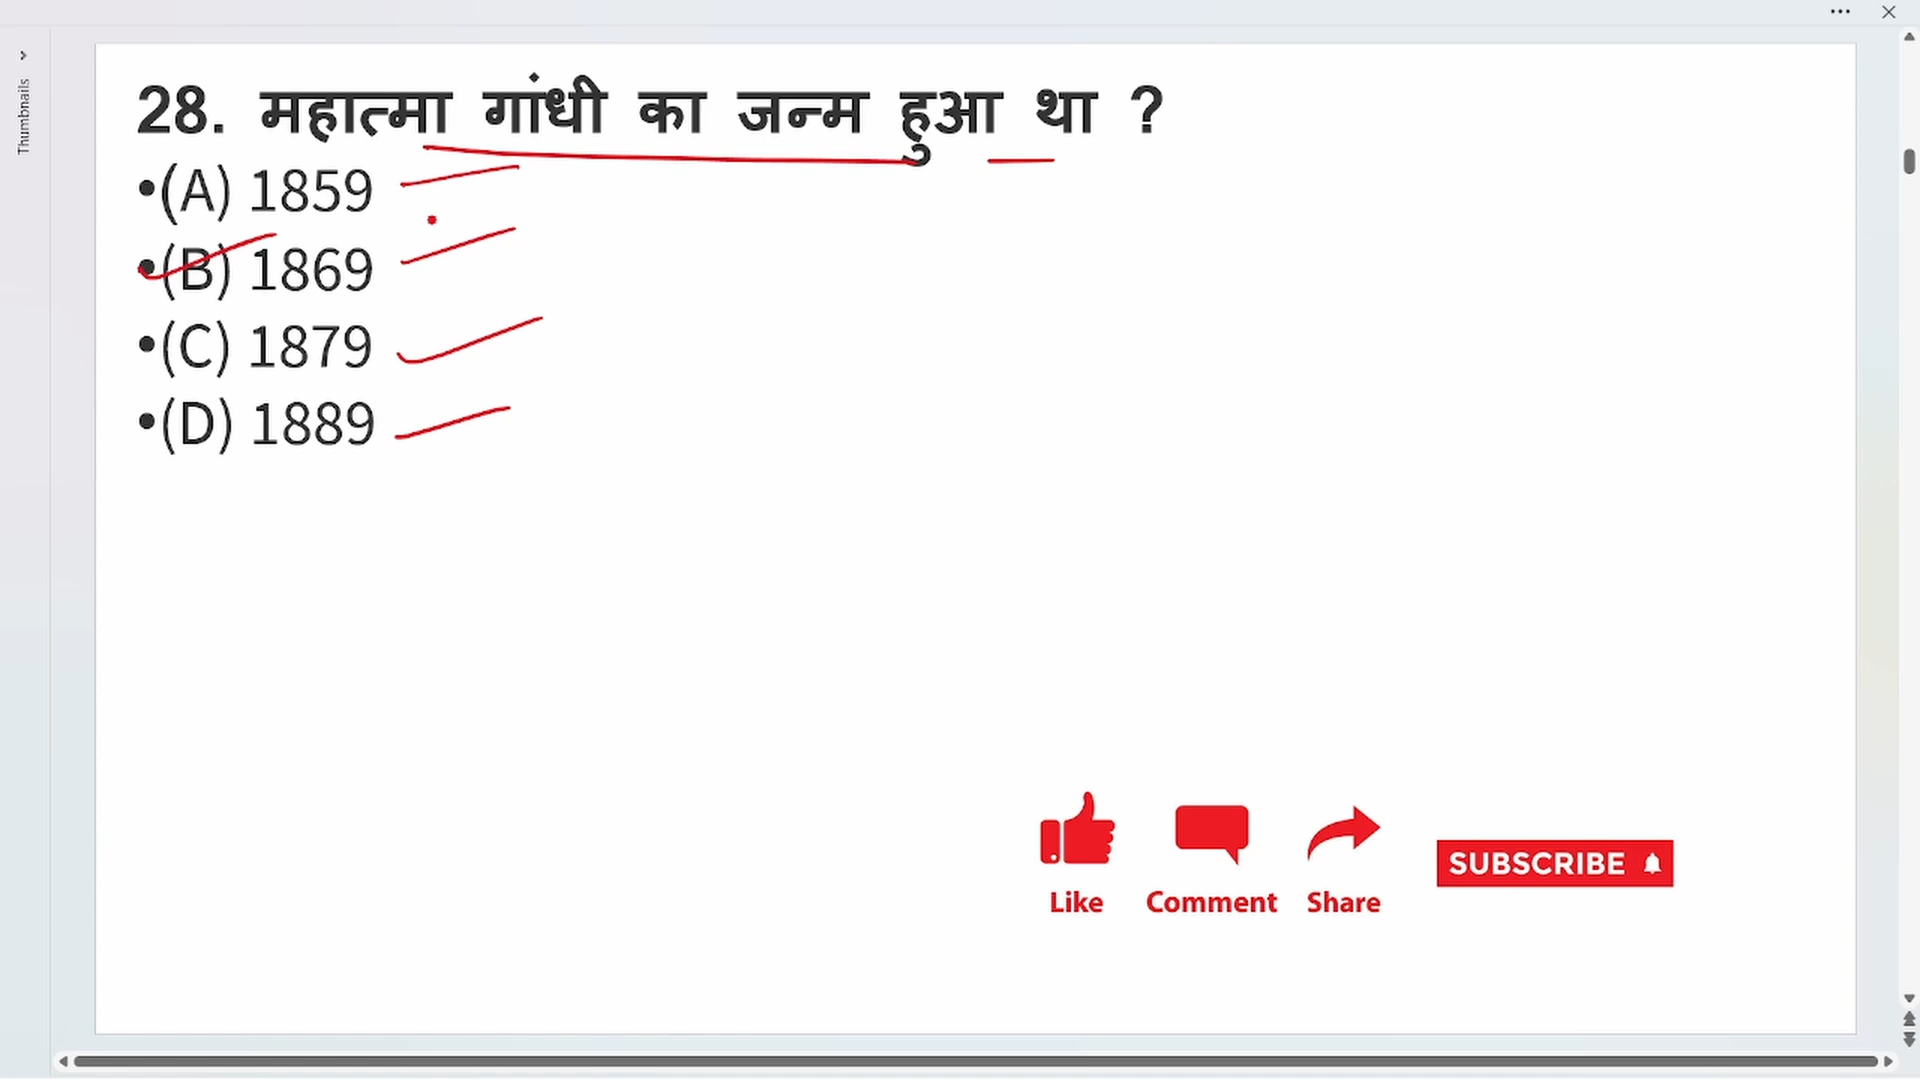 Thumbnails
28. महात्मा गांधी का जन्म हुआ था ?
•(A) 1859
•(B) 1869
•(C) 1879
•(D) 1889
Like Comment Share SUBSCRIBE